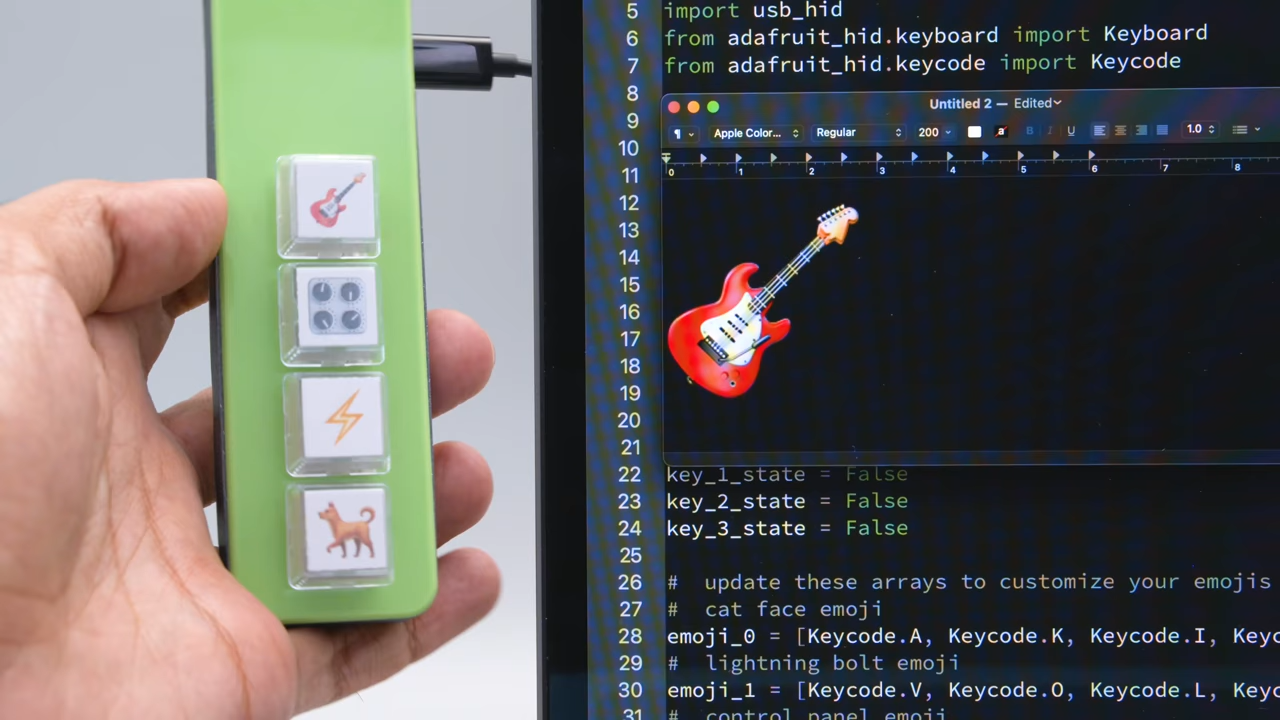 5 import usb_hid
6 from adafruit_hid.keyboard import Keyboard
7 from adafruit_hid.keycode import Keycode
8
Untitled 2 — Edited
9
¶ Apple Color... Regular 200 a B I U 1.0
10
0 1 2 3 4 5 6 7 8
11
12
13
14
15
16
17
18
19
20
21
22 key_1_state = False
23 key_2_state = False
24 key_3_state = False
25
26 # update these arrays to customize your emojis
27 # cat face emoji
28 emoji_0 = [Keycode.A, Keycode.K, Keycode.I, Keyc
29 # lightning bolt emoji
30 emoji_1 = [Keycode.V, Keycode.O, Keycode.L, Keyc
31 # control panel emoji